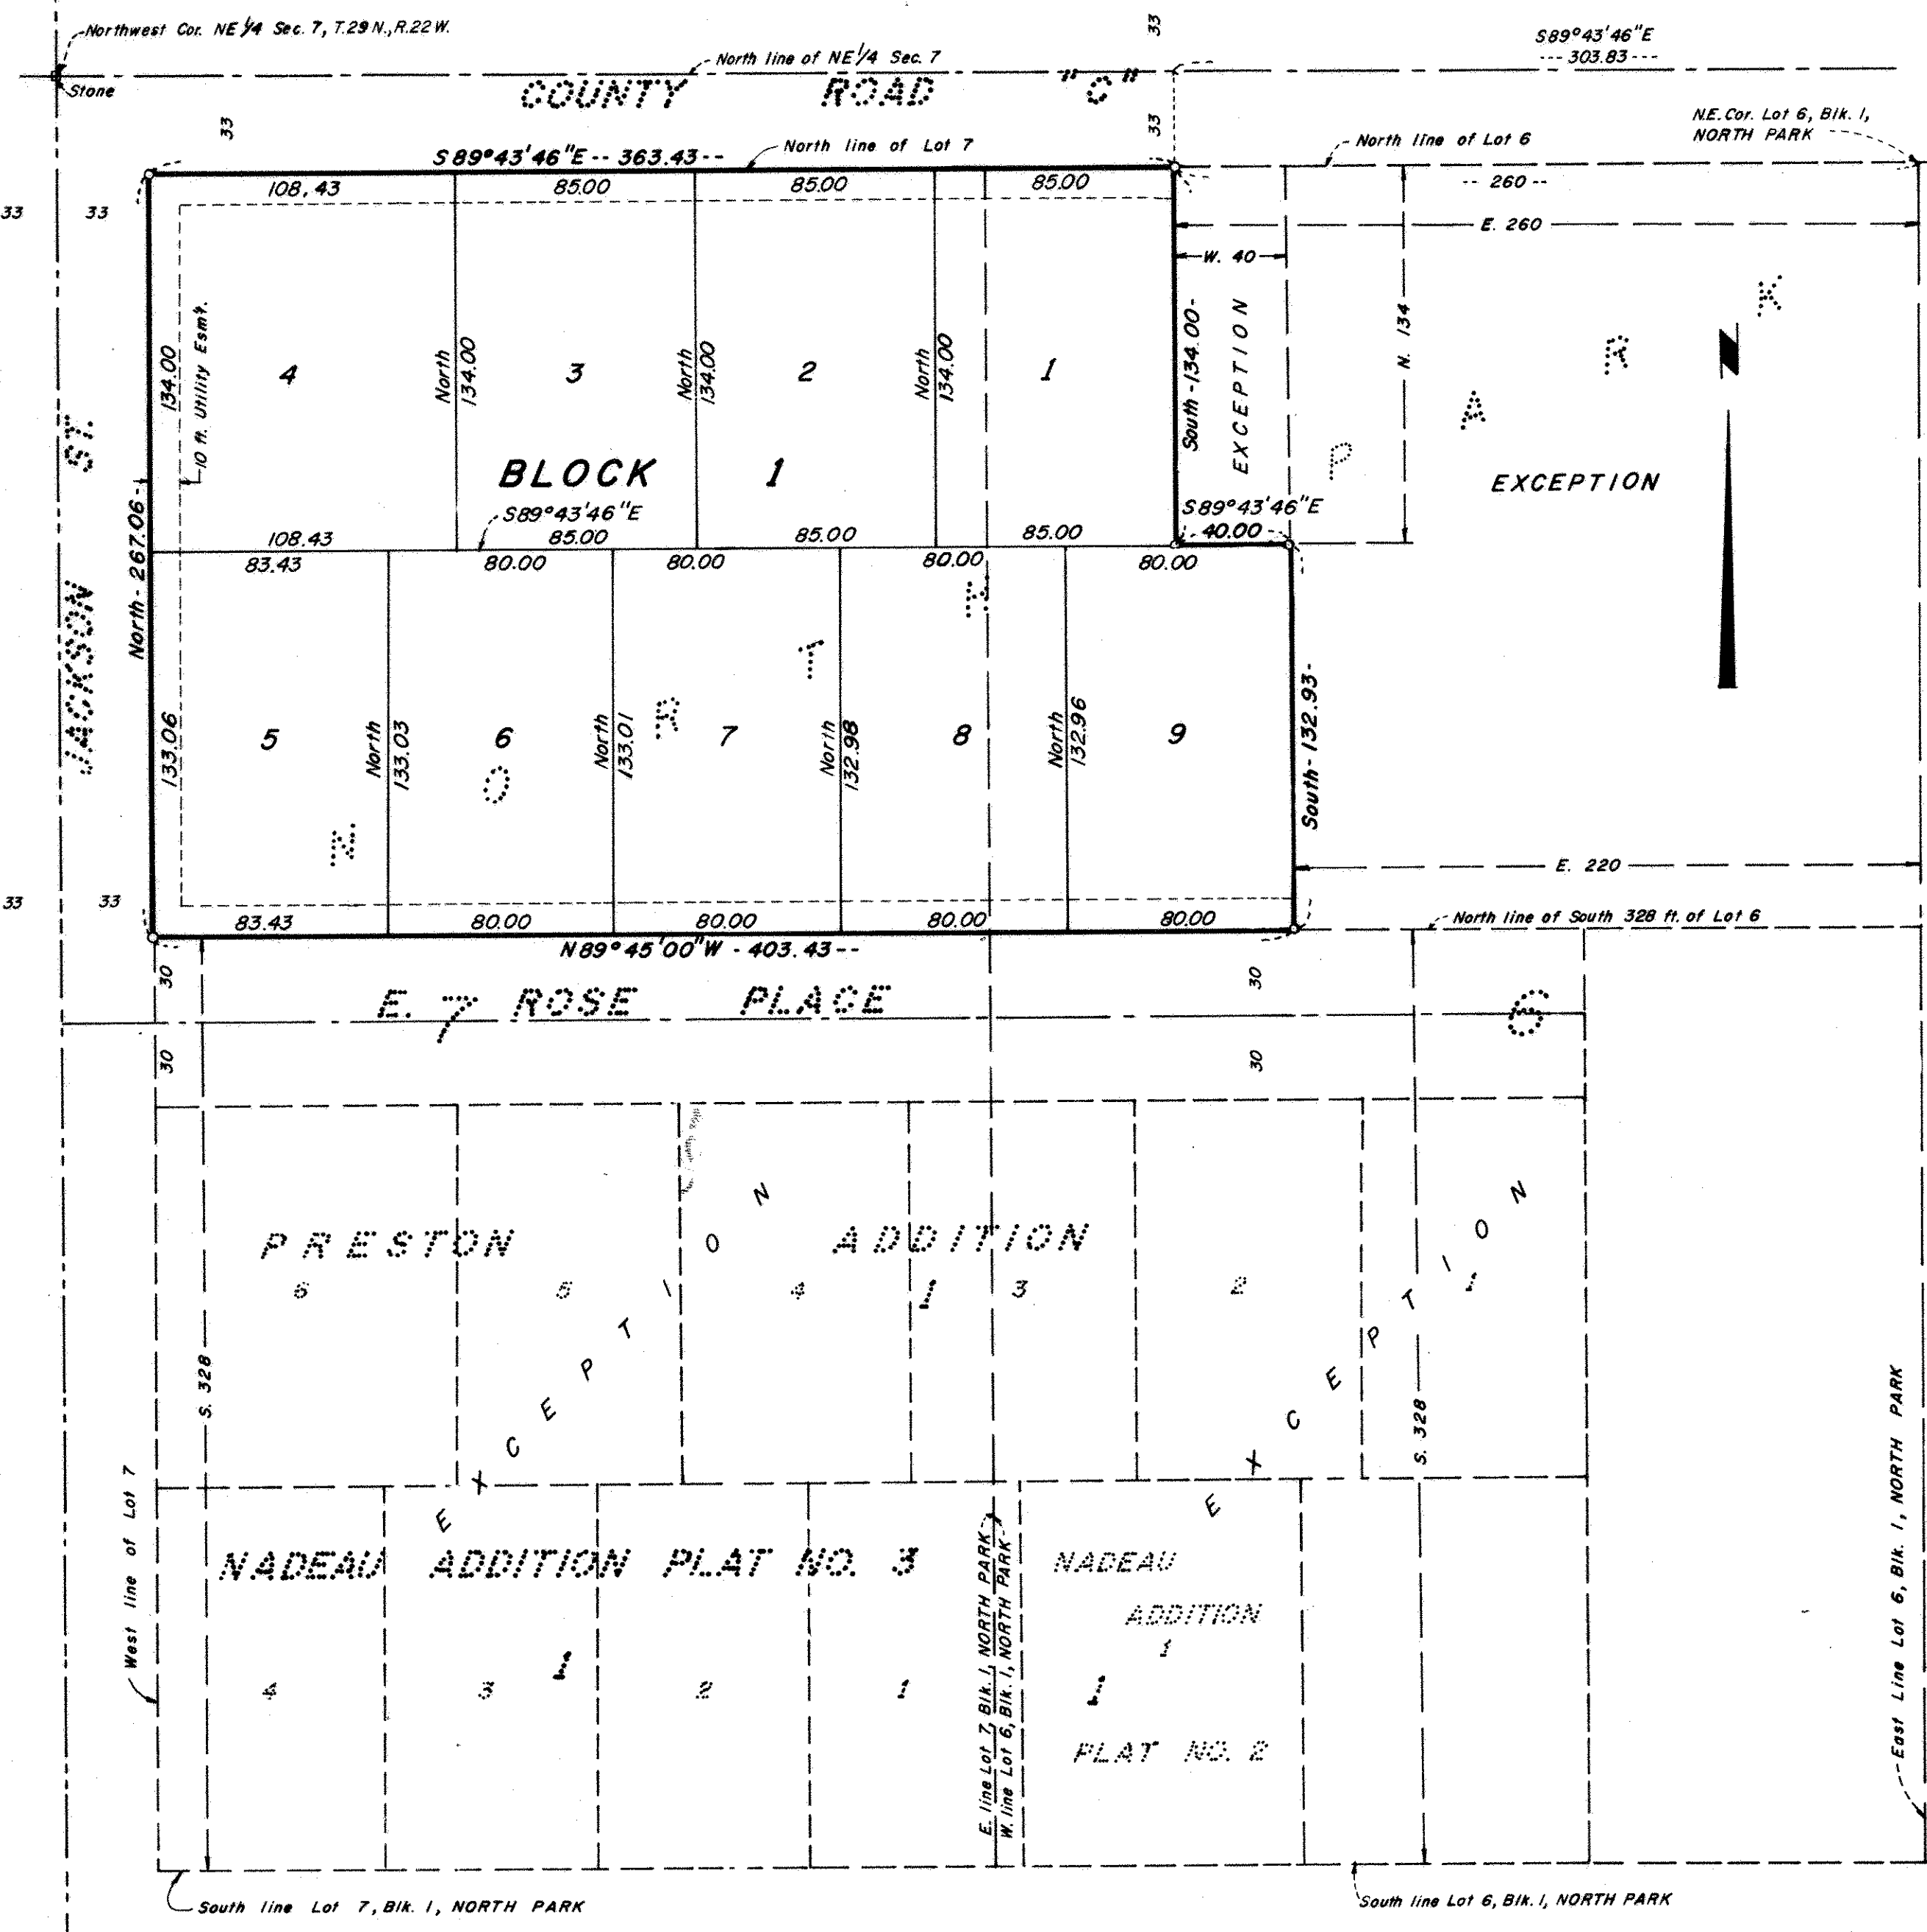 Northwest Cor. NE 1/4 Sec. 7, T.29 N., R.22 W.
33
S89°43'46"E
--- 303.83 ---
North line of NE 1/4 Sec. 7
Stone
COUNTY ROAD "C"
33
33
N.E. Cor. Lot 6, Blk. 1,
NORTH PARK
S89°43'46"E -- 363.43 --
North line of Lot 7
North line of Lot 6
108.43
85.00
85.00
85.00
-- 260 --
33
33
E. 260
W. 40
10 ft. Utility Esmt.
134.00
North
134.00
North
134.00
North
134.00
South - 134.00 -
EXCEPTION
N. 134
N
4
3
2
1
BLOCK 1
EXCEPTION
NORTH PARK
S89°43'46"E
S89°43'46"E
40.00
108.43
85.00
85.00
85.00
83.43
80.00
80.00
80.00
80.00
JACKSON ST.
North - 267.06 -
133.06
North
133.03
North
133.01
North
132.98
North
132.96
South - 132.93 -
5
6
7
8
9
E. 220
33
33
83.43
80.00
80.00
80.00
80.00
North line of South 328 ft. of Lot 6
N89°45'00"W - 403.43 --
30
30
E. ROSE PLACE
7
6
30
30
PRESTON ADDITION
6
5
4
1
3
2
1
EXCEPTION
EXCEPTION
S. 328
S. 328
West line of Lot 7
NADEAU ADDITION PLAT NO. 3
4
3
1
2
1
E. line Lot 7, Blk. 1, NORTH PARK
W. line Lot 6, Blk. 1, NORTH PARK
NADEAU
ADDITION
1
1
PLAT NO. 2
East Line Lot 6, Blk. 1, NORTH PARK
South line Lot 7, Blk. 1, NORTH PARK
South line Lot 6, Blk. 1, NORTH PARK